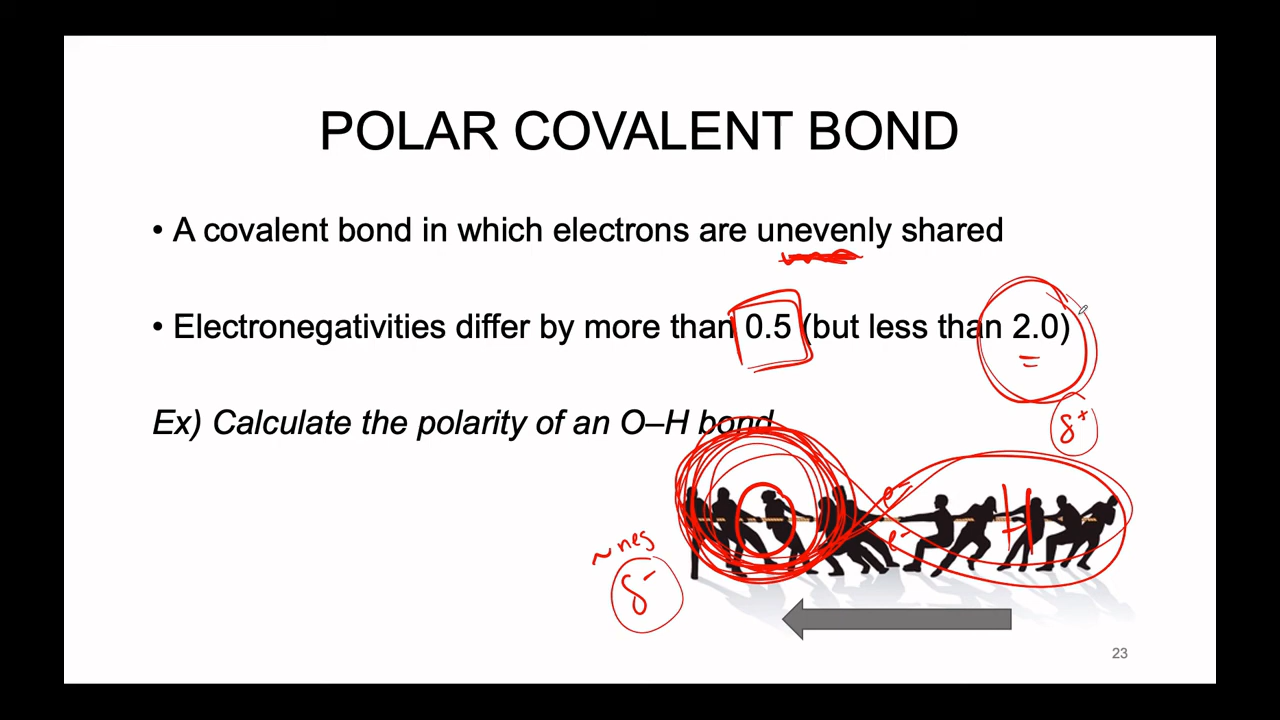 POLAR COVALENT BOND
• A covalent bond in which electrons are unevenly shared
• Electronegativities differ by more than 0.5 (but less than 2.0)
=
δ+
Ex) Calculate the polarity of an O–H bond
O e- e- H
~neg
δ-
23